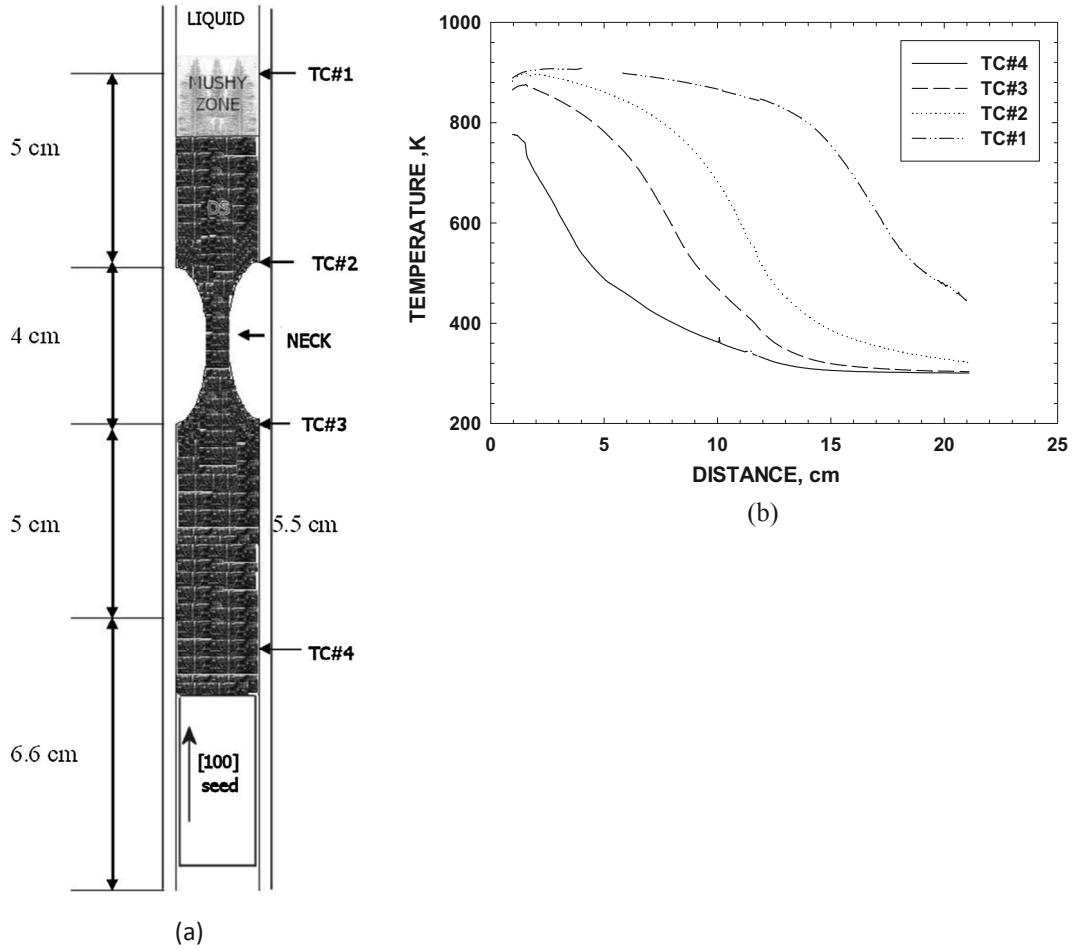 LIQUID
TC#1
MUSHY
ZONE
5 cm
DS
TC#2
4 cm
NECK
TC#3
5 cm
5.5 cm
TC#4
6.6 cm
[100]
seed
(a)
1000
800
600
400
200
TEMPERATURE ,K
0
5
10
15
20
25
DISTANCE, cm
TC#4
TC#3
TC#2
TC#1
(b)